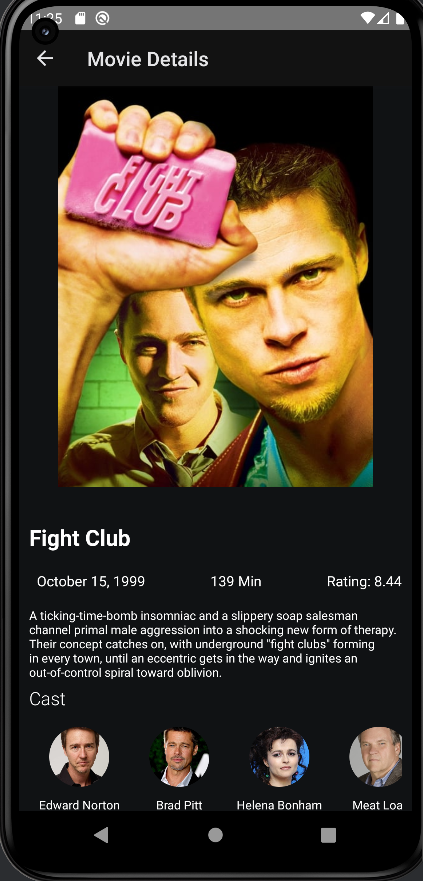 11:25
Movie Details
FIGHT
CLUB
Fight Club
October 15, 1999 139 Min Rating: 8.44
A ticking-time-bomb insomniac and a slippery soap salesman
channel primal male aggression into a shocking new form of therapy.
Their concept catches on, with underground "fight clubs" forming
in every town, until an eccentric gets in the way and ignites an
out-of-control spiral toward oblivion.
Cast
Edward Norton Brad Pitt Helena Bonham Meat Loa